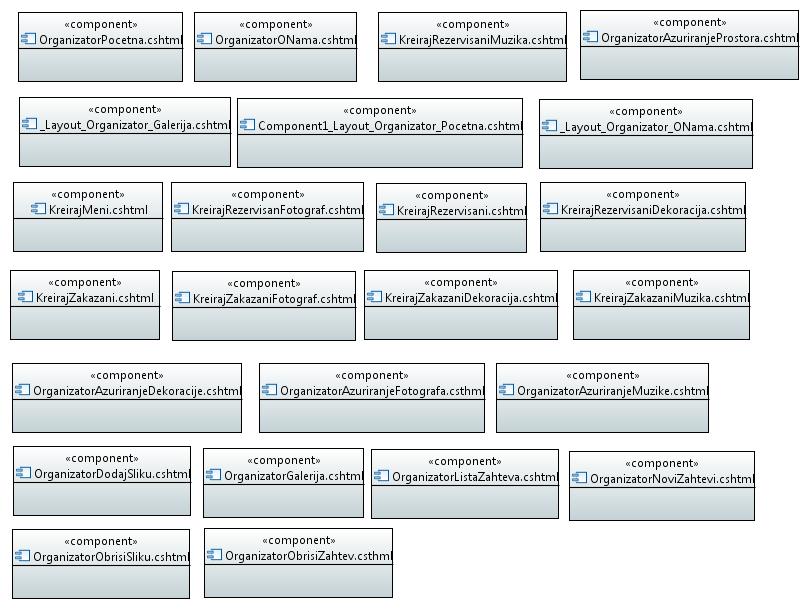 «component»
OrganizatorPocetna.cshtml
«component»
OrganizatorONama.cshtml
«component»
KreirajRezervisaniMuzika.cshtml
«component»
OrganizatorAzuriranjeProstora.cshtml
«component»
_Layout_Organizator_Galerija.cshtml
«component»
Component1_Layout_Organizator_Pocetna.cshtml
«component»
_Layout_Organizator_ONama.cshtml
«component»
KreirajMeni.cshtml
«component»
KreirajRezervisanFotograf.cshtml
«component»
KreirajRezervisani.cshtml
«component»
KreirajRezervisaniDekoracija.cshtml
«component»
KreirajZakazani.cshtml
«component»
KreirajZakazaniFotograf.cshtml
«component»
KreirajZakazaniDekoracija.cshtml
«component»
KreirajZakazaniMuzika.cshtml
«component»
OrganizatorAzuriranjeDekoracije.cshtml
«component»
OrganizatorAzuriranjeFotografa.csthml
«component»
OrganizatorAzuriranjeMuzike.cshtml
«component»
OrganizatorDodajSliku.cshtml
«component»
OrganizatorGalerija.cshtml
«component»
OrganizatorListaZahteva.cshtml
«component»
OrganizatorNoviZahtevi.cshtml
«component»
OrganizatorObrisiSliku.cshtml
«component»
OrganizatorObrisiZahtev.csthml